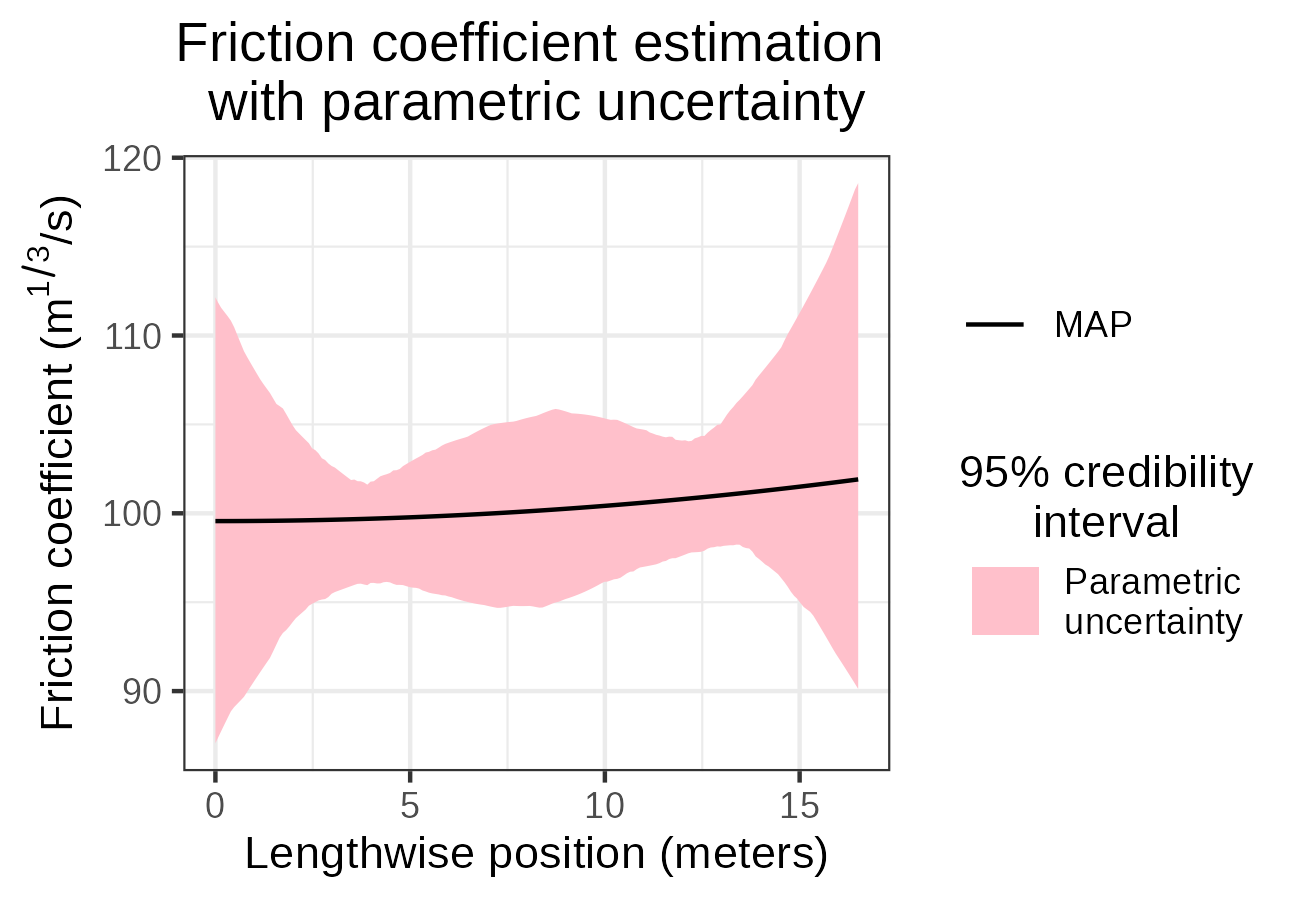 Friction coefficient estimation
with parametric uncertainty
Friction coefficient (m^1/3/s)
120
110
100
90
0
5
10
15
Lengthwise position (meters)
MAP
95% credibility
interval
Parametric
uncertainty